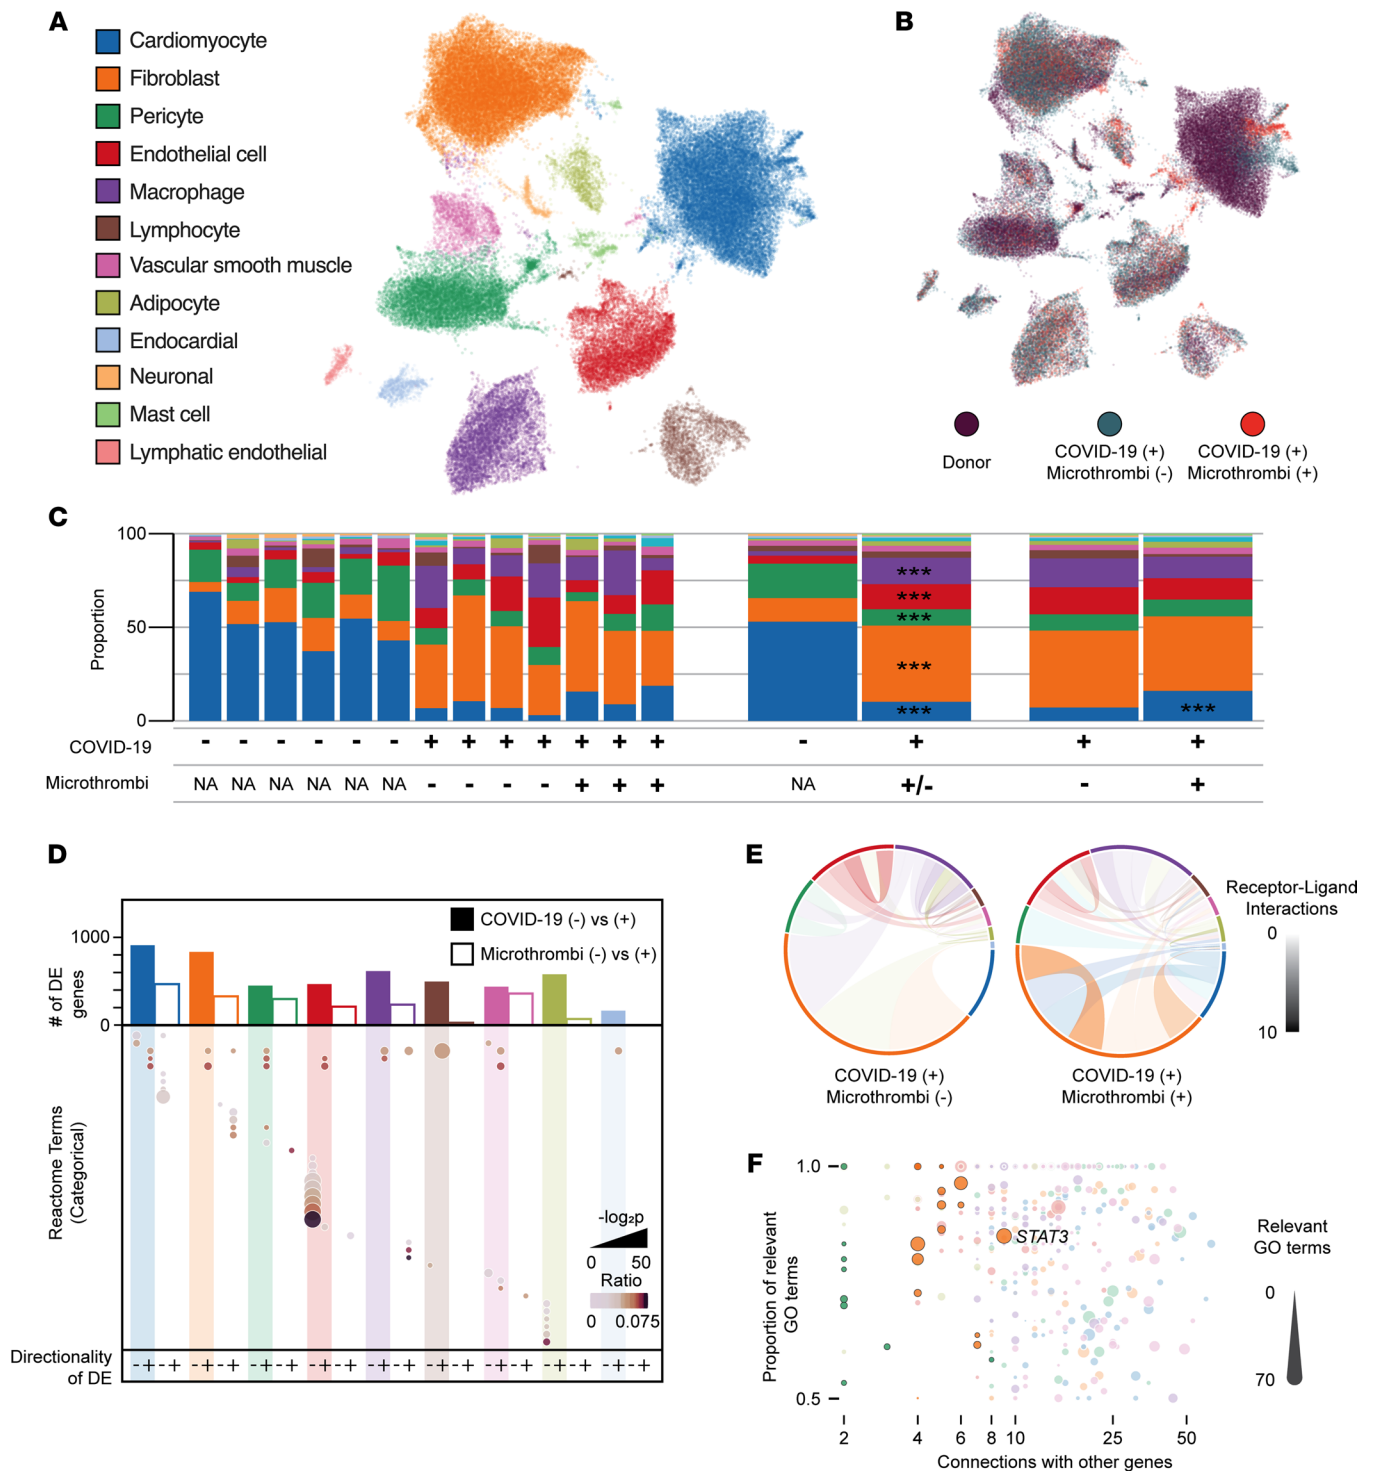 A
Cardiomyocyte
Fibroblast
Pericyte
Endothelial cell
Macrophage
Lymphocyte
Vascular smooth muscle
Adipocyte
Endocardial
Neuronal
Mast cell
Lymphatic endothelial
B
Donor
COVID-19 (+)
Microthrombi (-)
COVID-19 (+)
Microthrombi (+)
C
Proportion
100
50
0
***
***
***
***
***
***
COVID-19 - - - - - - + + + + + + + - + + +
Microthrombi NA NA NA NA NA NA - - - - + + + NA +/- - +
D
COVID-19 (-) vs (+)
Microthrombi (-) vs (+)
# of DE
genes
1000
0
Reactome Terms
(Categorical)
-log₂p
0 50
Ratio
0 0.075
Directionality
of DE
- + - + - + - + - + - + - + - + - + - + - + - + - + - + - + - + - + - +
E
COVID-19 (+)
Microthrombi (-)
COVID-19 (+)
Microthrombi (+)
Receptor-Ligand
Interactions
0
10
F
Proportion of relevant
GO terms
1.0
0.5
STAT3
2 4 6 8 10 25 50
Connections with other genes
Relevant
GO terms
0
70